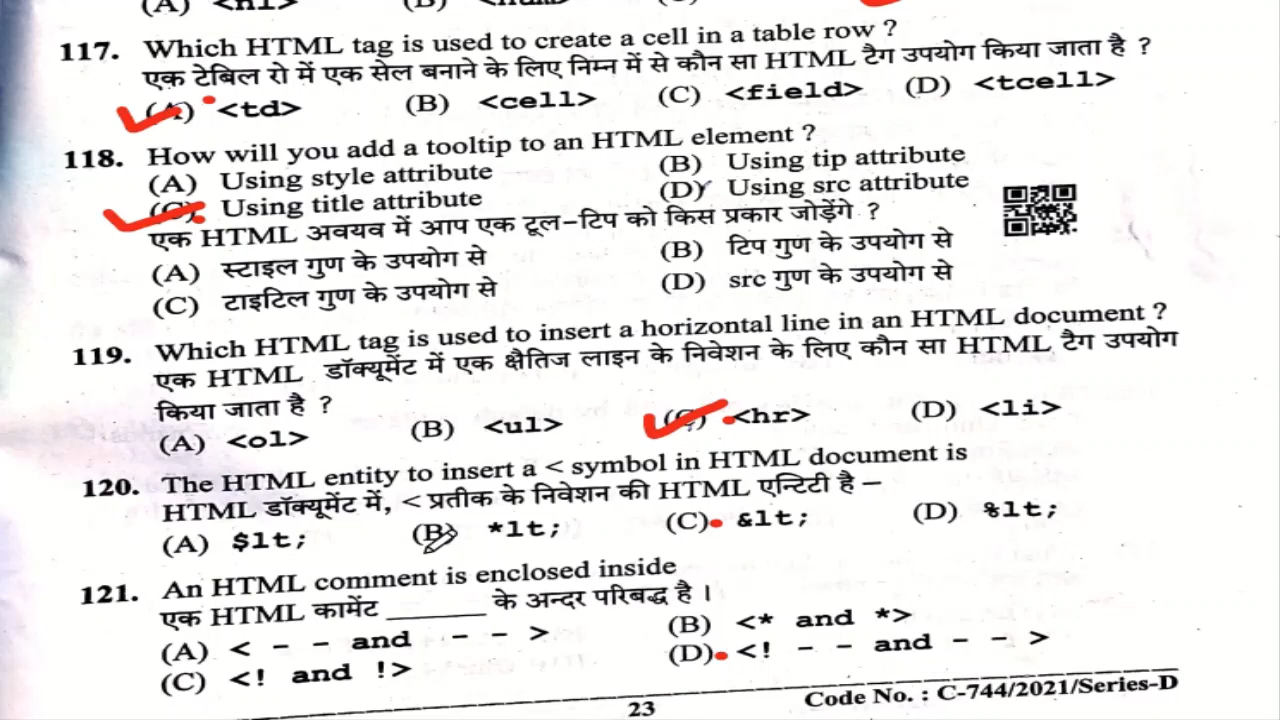 117. Which HTML tag is used to create a cell in a table row ?
एक टेबिल रो में एक सेल बनाने के लिए निम्न में से कौन सा HTML टैग उपयोग किया जाता है ?
(A) <td> (B) <cell> (C) <field> (D) <tcell>
118. How will you add a tooltip to an HTML element ?
(A) Using style attribute (B) Using tip attribute
(C) Using title attribute (D) Using src attribute
एक HTML अवयव में आप एक टूल-टिप को किस प्रकार जोड़ेंगे ?
(A) स्टाइल गुण के उपयोग से (B) टिप गुण के उपयोग से
(C) टाइटिल गुण के उपयोग से (D) src गुण के उपयोग से
119. Which HTML tag is used to insert a horizontal line in an HTML document ?
एक HTML डॉक्यूमेंट में एक क्षैतिज लाइन के निवेशन के लिए कौन सा HTML टैग उपयोग
किया जाता है ?
(A) <ol> (B) <ul> (C) <hr> (D) <li>
120. The HTML entity to insert a < symbol in HTML document is
HTML डॉक्यूमेंट में, < प्रतीक के निवेशन की HTML एन्टिटी है –
(A) $lt; (B) *lt; (C) &lt; (D) %lt;
121. An HTML comment is enclosed inside
एक HTML कामेंट _______ के अन्दर परिबद्ध है ।
(A) < - - and - - > (B) <* and *>
(C) <! and !> (D) <! - - and - - >
23 Code No. : C-744/2021/Series-D